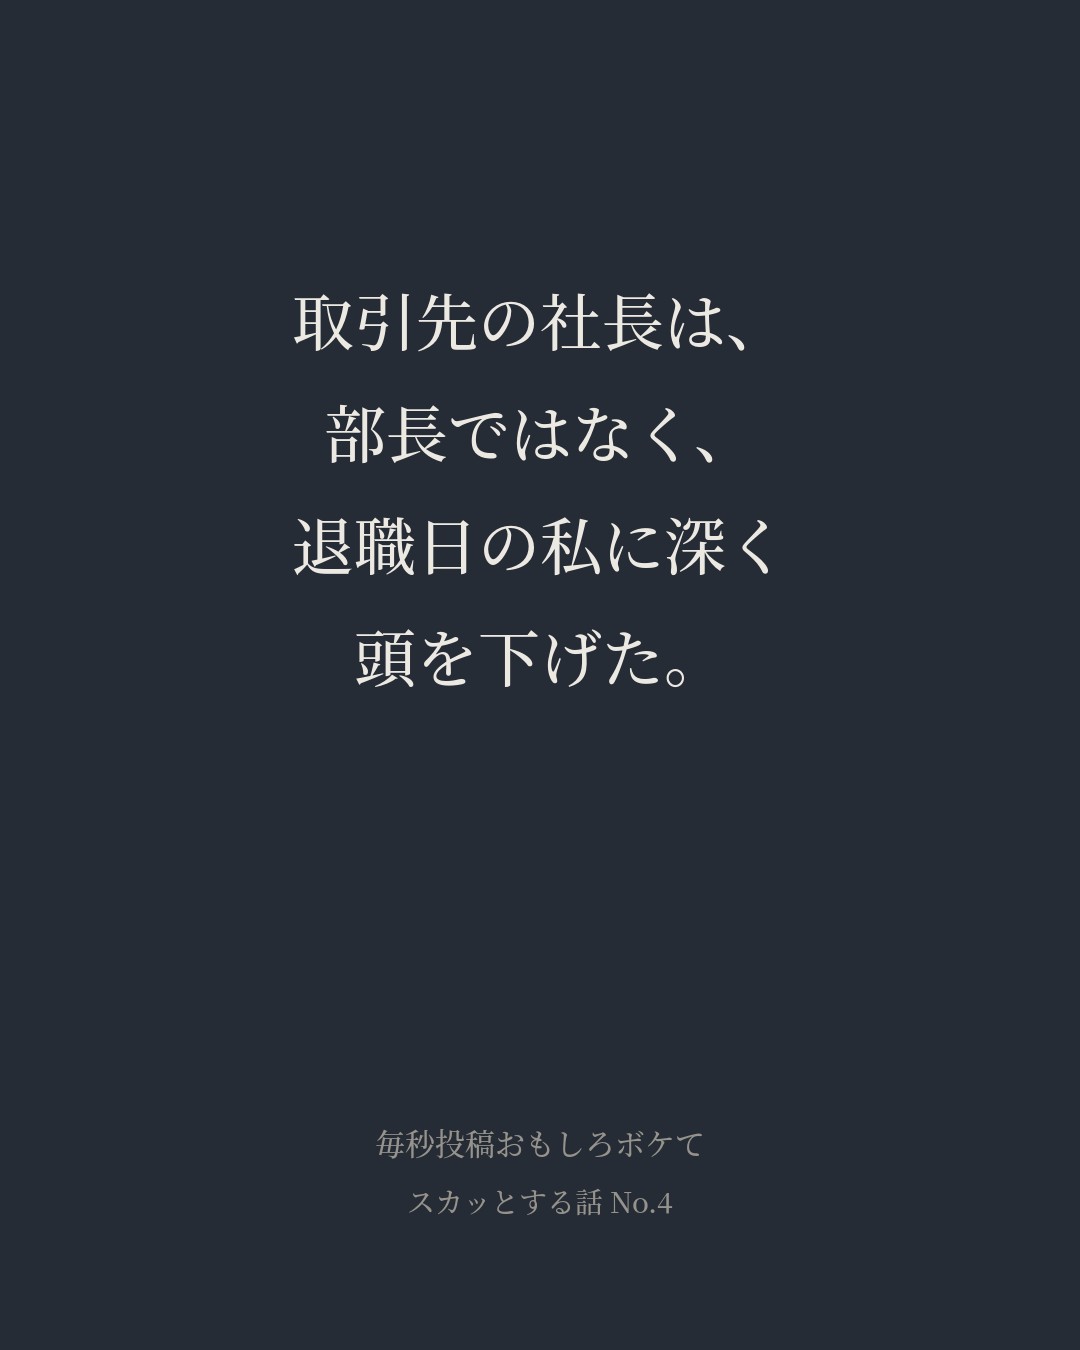 取引先の社長は、
部長ではなく、
退職日の私に深く
頭を下げた。
毎秒投稿おもしろボケて
スカッとする話 No.4